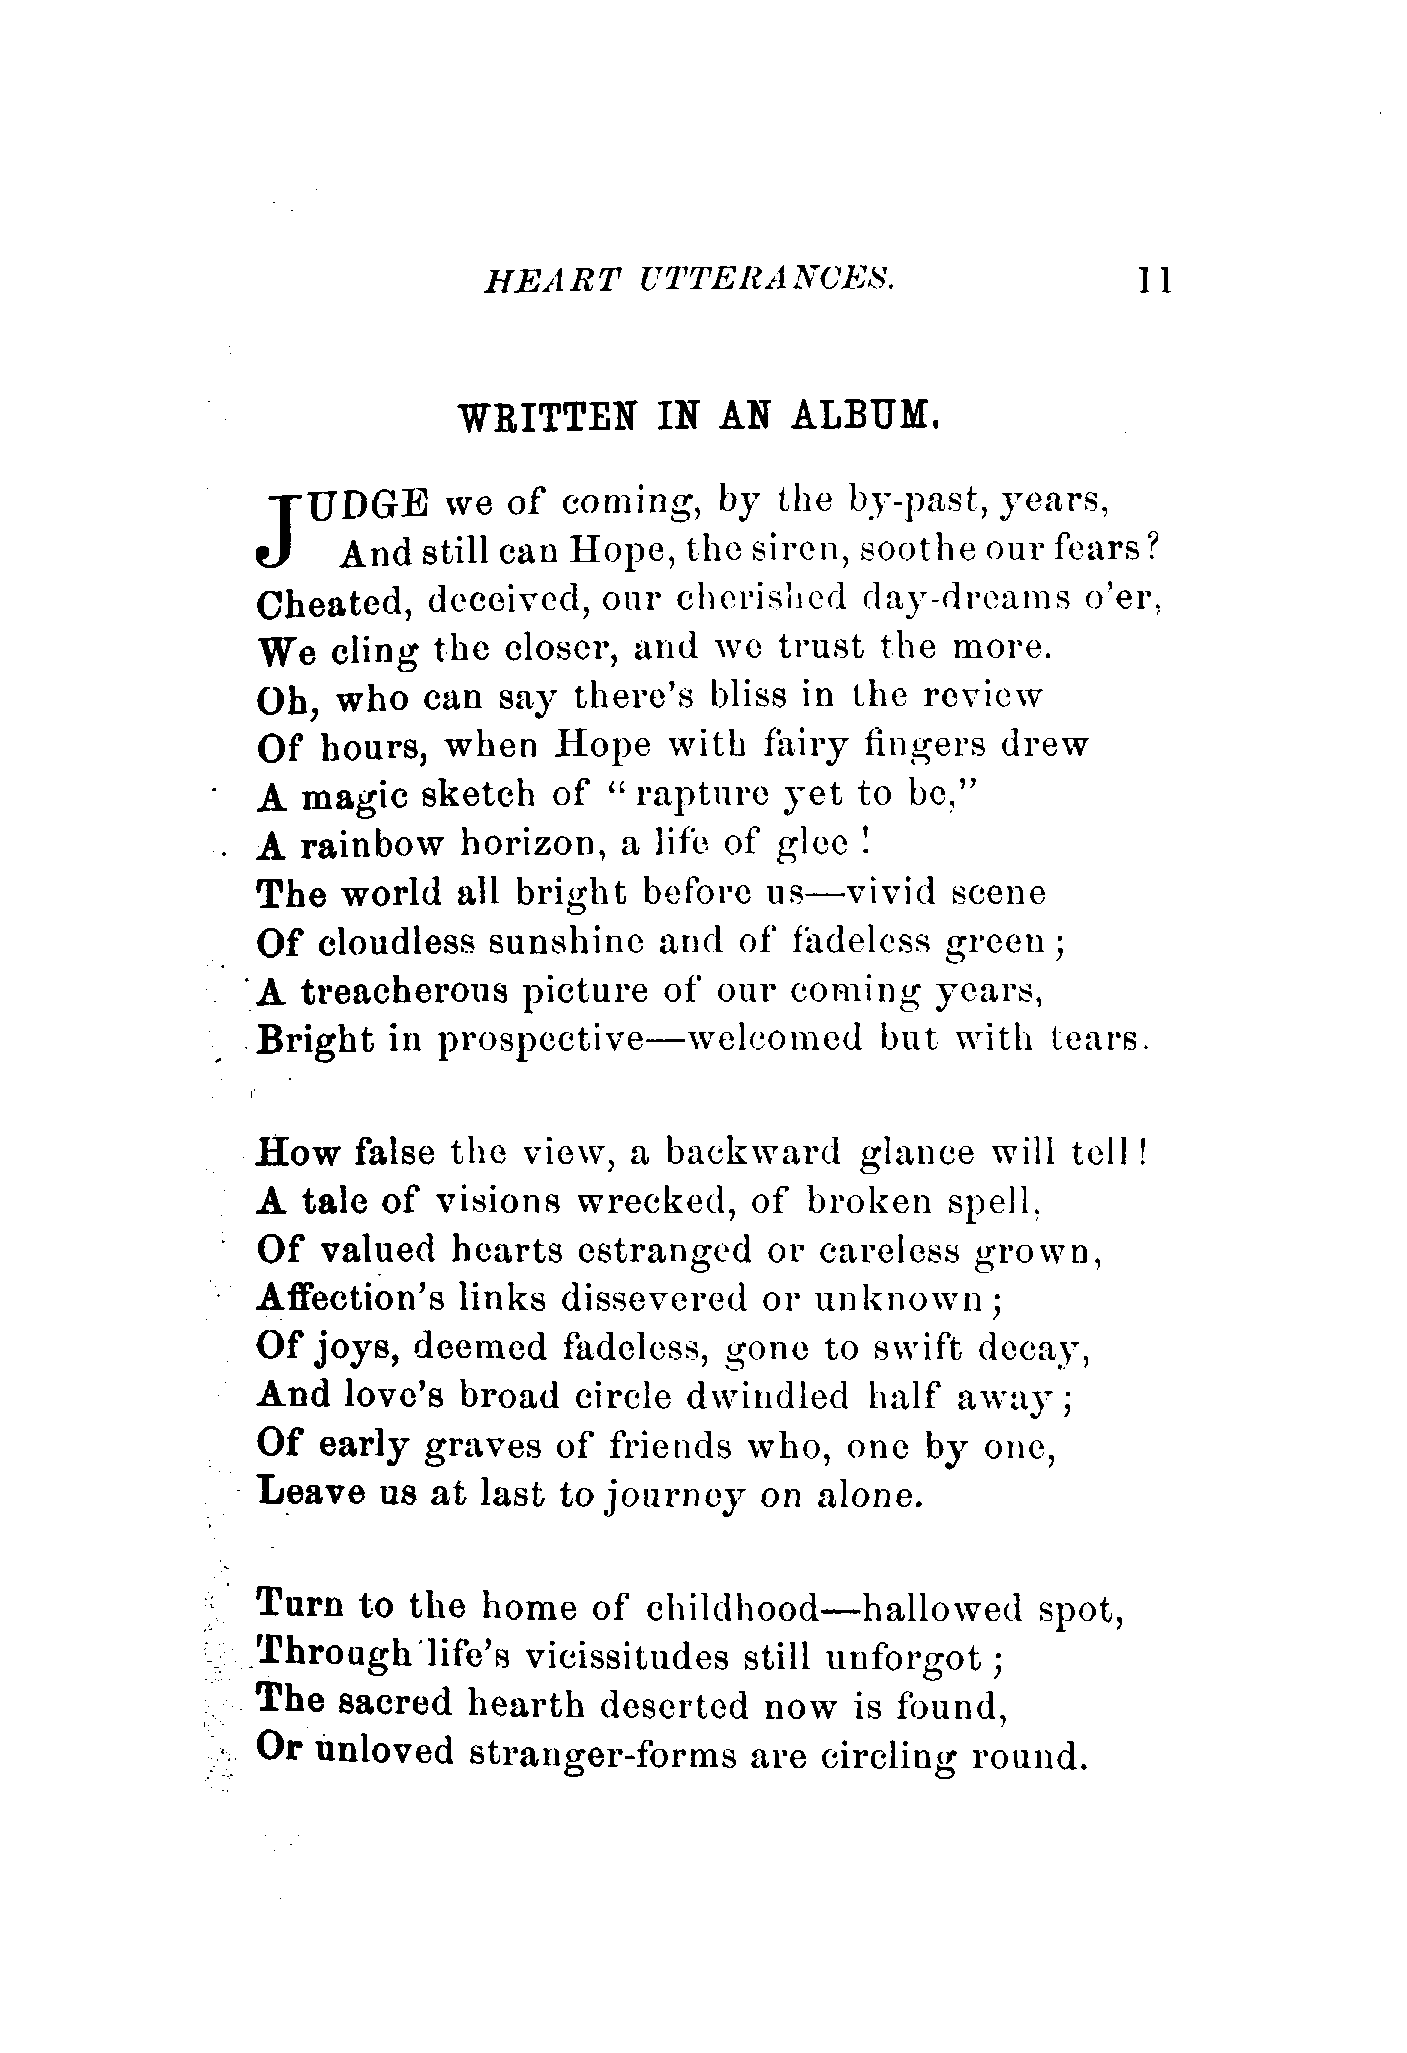 HEART UTTERANCES. 11
WRITTEN IN AN ALBUM.
JUDGE we of coming, by the by-past, years,
And still can Hope, the siren, soothe our fears?
Cheated, deceived, our cherished day-dreams o'er,
We cling the closer, and we trust the more.
Oh, who can say there's bliss in the review
Of hours, when Hope with fairy fingers drew
A magic sketch of "rapture yet to be,"
A rainbow horizon, a life of glee!
The world all bright before us—vivid scene
Of cloudless sunshine and of fadeless green;
A treacherous picture of our coming years,
Bright in prospective—welcomed but with tears.
How false the view, a backward glance will tell!
A tale of visions wrecked, of broken spell,
Of valued hearts estranged or careless grown,
Affection's links dissevered or unknown;
Of joys, deemed fadeless, gone to swift decay,
And love's broad circle dwindled half away;
Of early graves of friends who, one by one,
Leave us at last to journey on alone.
Turn to the home of childhood—hallowed spot,
Through life's vicissitudes still unforgot;
The sacred hearth deserted now is found,
Or unloved stranger-forms are circling round.